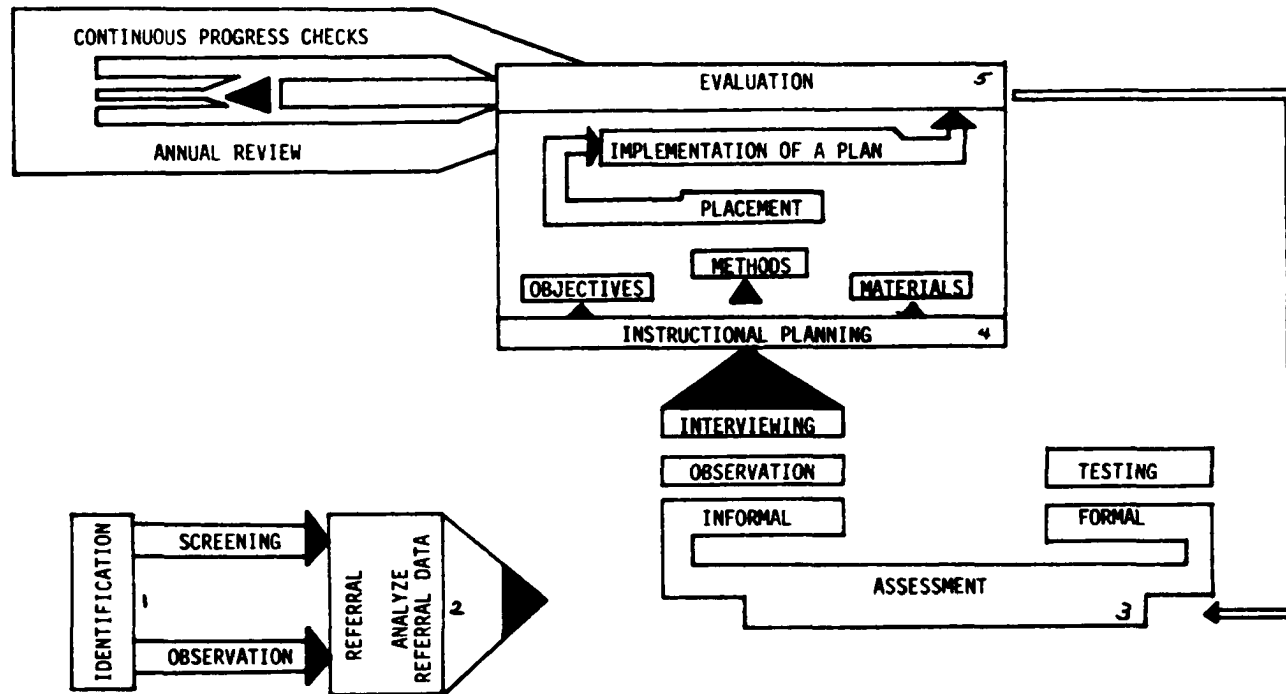 CONTINUOUS PROGRESS CHECKS
ANNUAL REVIEW
EVALUATION 5
IMPLEMENTATION OF A PLAN
PLACEMENT
METHODS
OBJECTIVES
MATERIALS
INSTRUCTIONAL PLANNING 4
INTERVIEWING
OBSERVATION
INFORMAL
TESTING
FORMAL
ASSESSMENT
3
IDENTIFICATION
1
SCREENING
OBSERVATION
REFERRAL
ANALYZE
REFERRAL DATA
2